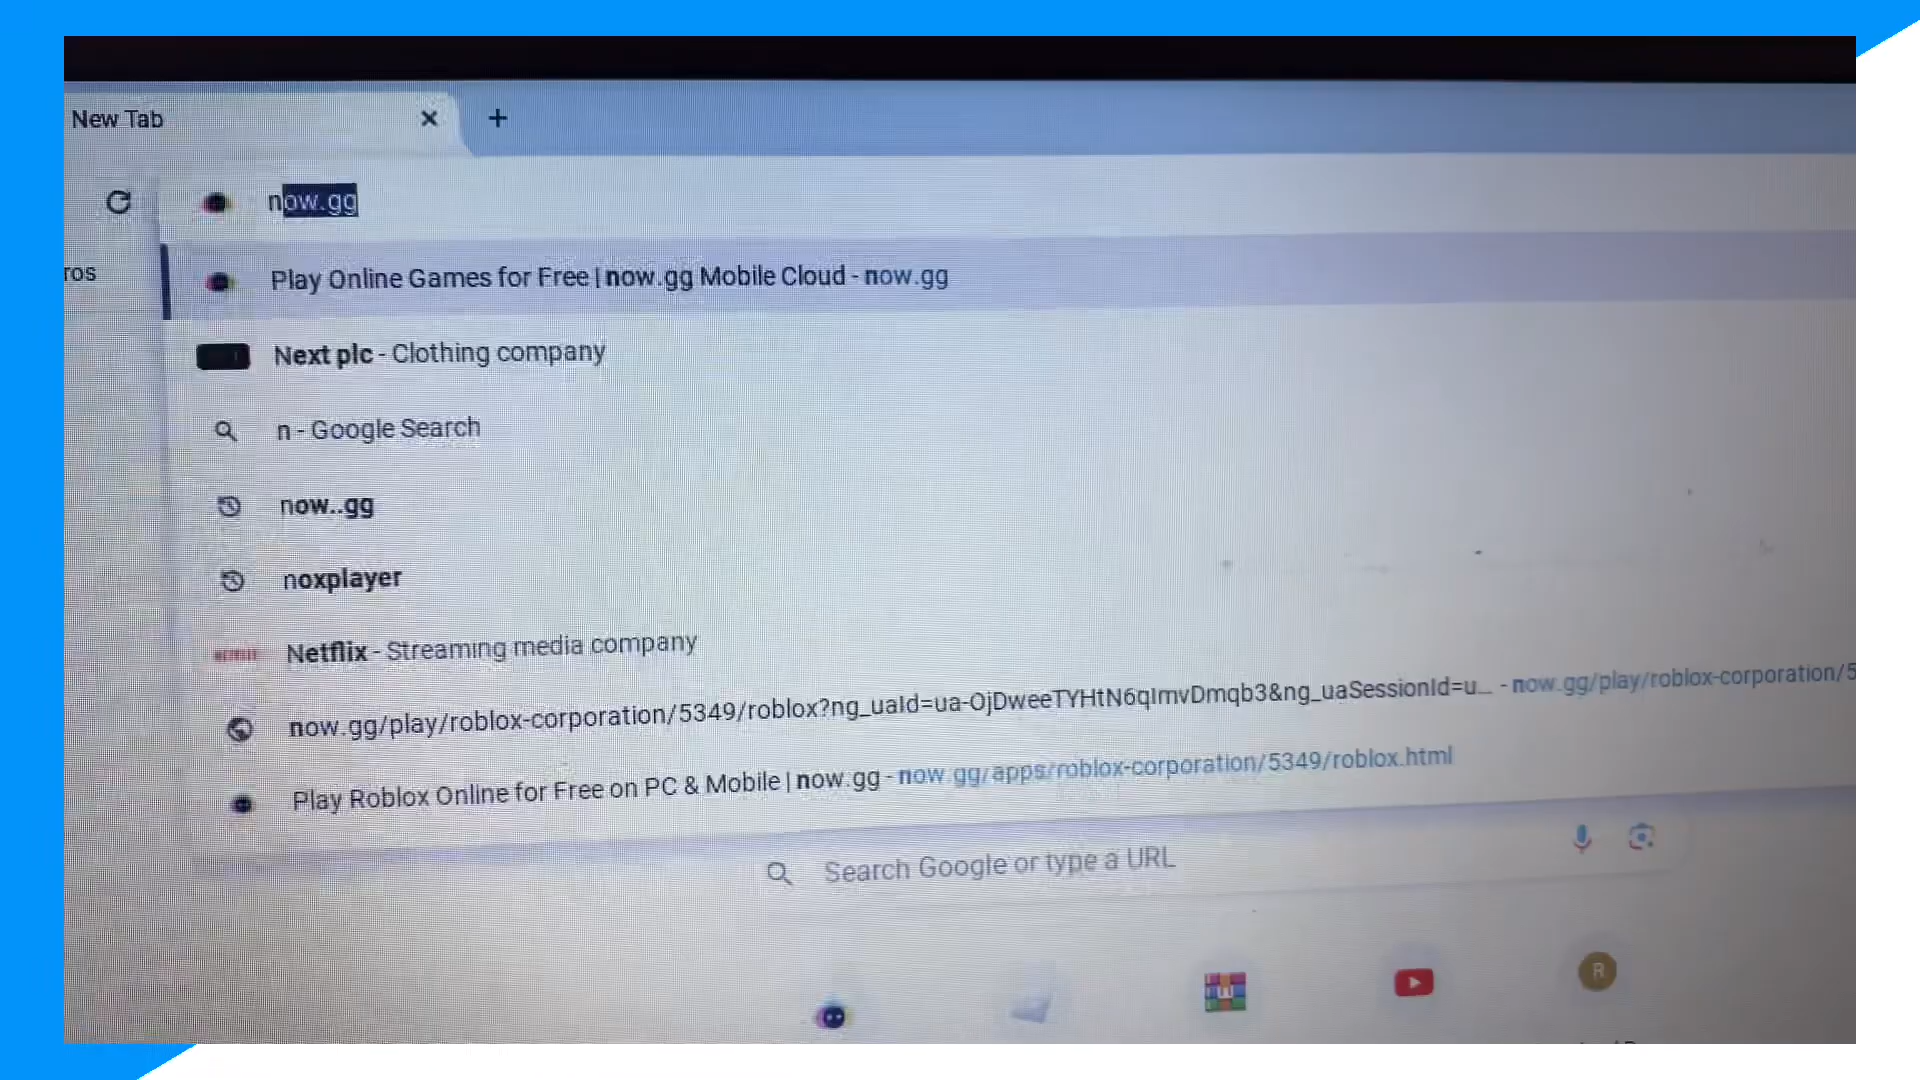 New Tab
now.gg
ros
Play Online Games for Free | now.gg Mobile Cloud - now.gg
Next plc - Clothing company
n - Google Search
now..gg
noxplayer
Netflix - Streaming media company
now.gg/play/roblox-corporation/5349/roblox?ng_uaId=ua-OjDweeTYHtN6qImvDmqb3&ng_uaSessionId=u... - now.gg/play/roblox-corporation/5
Play Roblox Online for Free on PC & Mobile | now.gg - now.gg/apps/roblox-corporation/5349/roblox.html
Search Google or type a URL
R